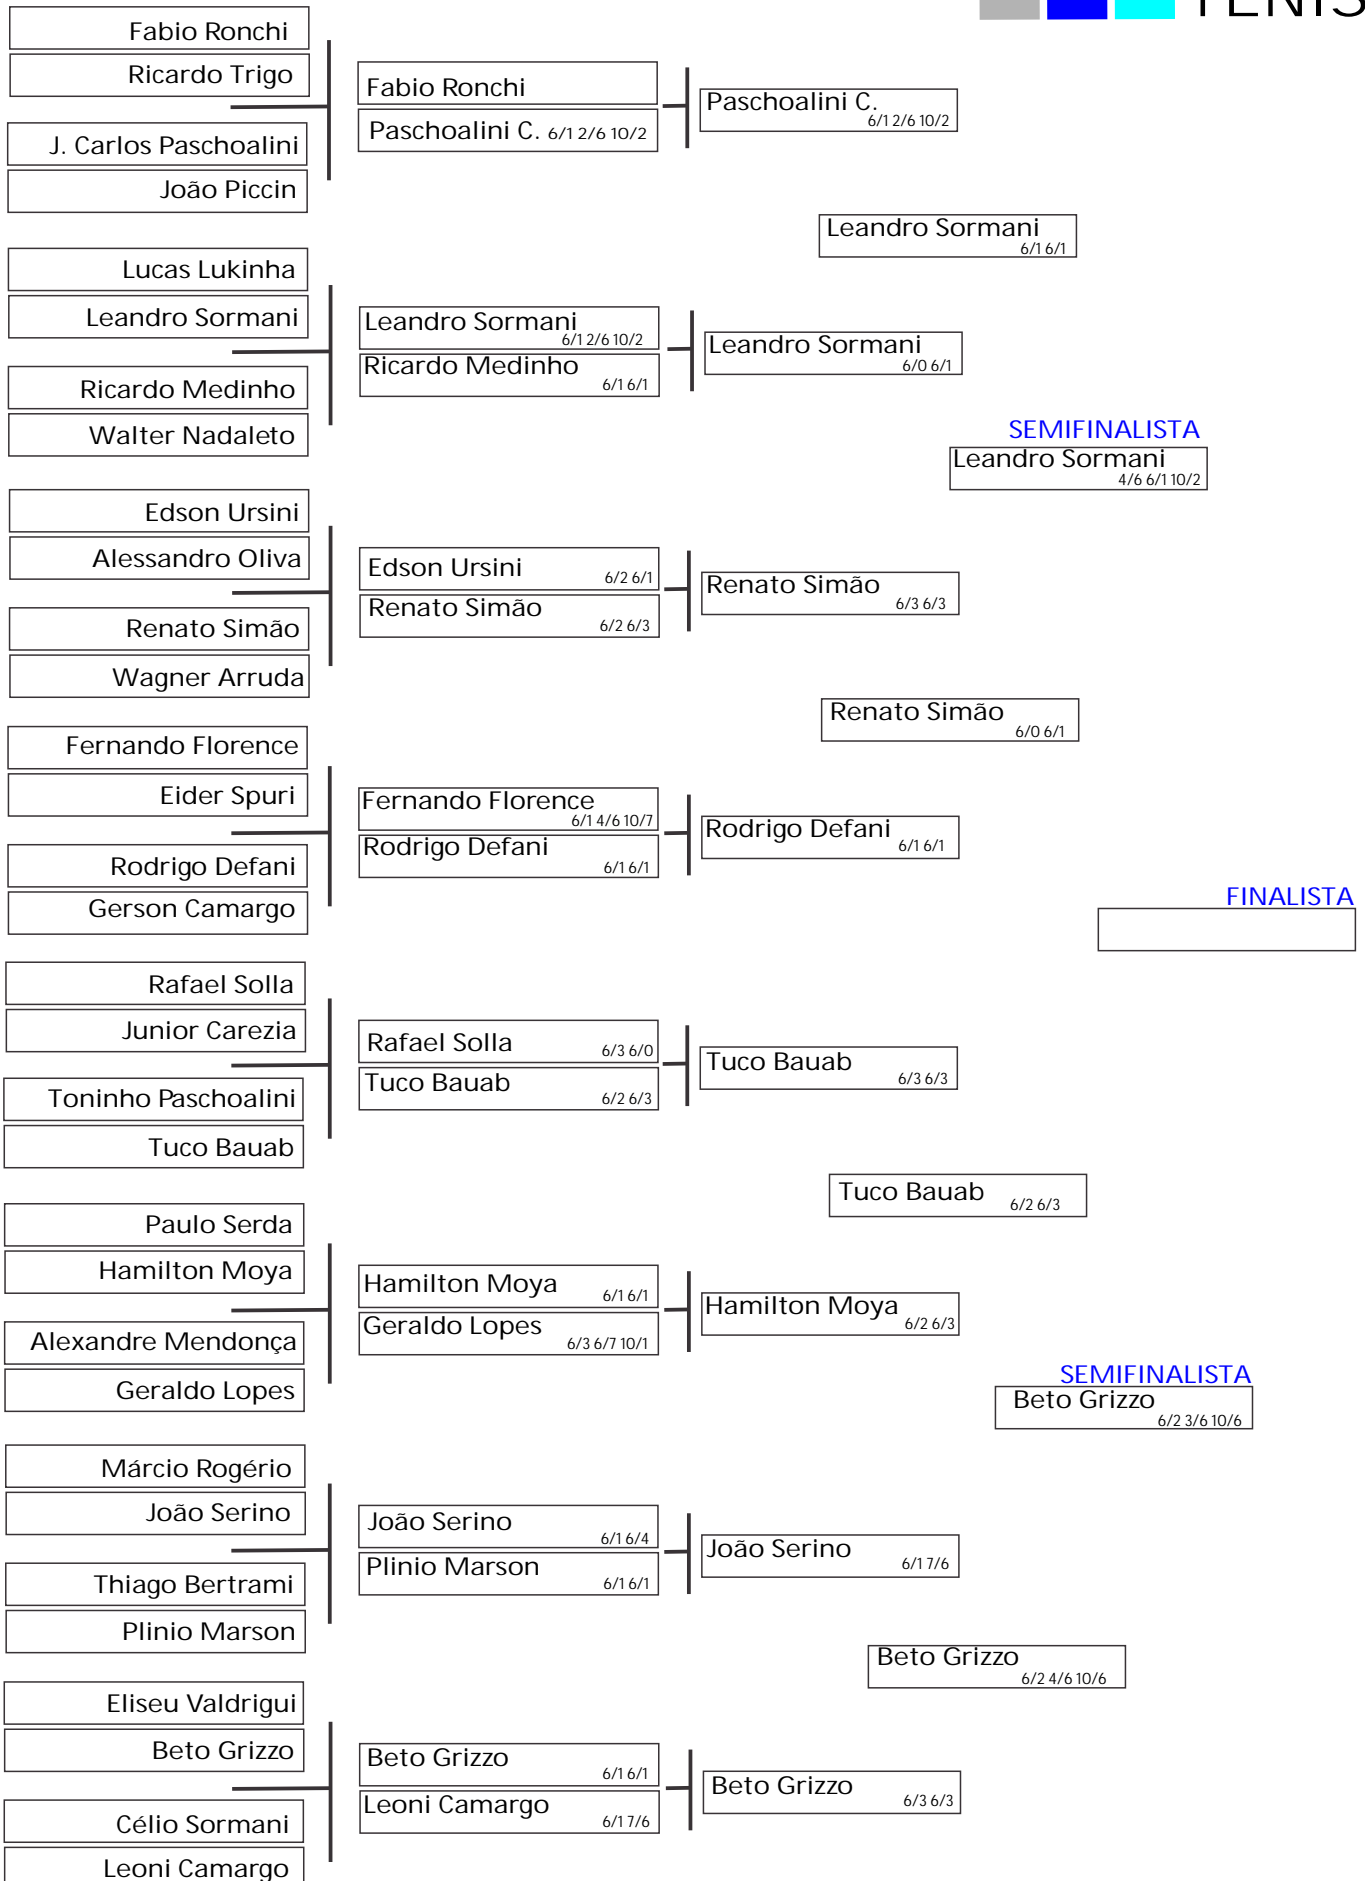 TÊNIS
Fabio Ronchi
Ricardo Trigo
J. Carlos Paschoalini
João Piccin
Fabio Ronchi
Paschoalini C. 6/1 2/6 10/2
Paschoalini C.
6/1 2/6 10/2
Leandro Sormani
6/1 6/1
Lucas Lukinha
Leandro Sormani
Ricardo Medinho
Walter Nadaleto
Leandro Sormani
6/1 2/6 10/2
Ricardo Medinho
6/1 6/1
Leandro Sormani
6/0 6/1
SEMIFINALISTA
Leandro Sormani
4/6 6/1 10/2
Edson Ursini
Alessandro Oliva
Renato Simão
Wagner Arruda
Edson Ursini 6/2 6/1
Renato Simão
6/2 6/3
Renato Simão
6/3 6/3
Renato Simão
6/0 6/1
Fernando Florence
Eider Spuri
Rodrigo Defani
Gerson Camargo
Fernando Florence
6/1 4/6 10/7
Rodrigo Defani
6/1 6/1
Rodrigo Defani
6/1 6/1
FINALISTA
Rafael Solla
Junior Carezia
Toninho Paschoalini
Tuco Bauab
Rafael Solla 6/3 6/0
Tuco Bauab
6/2 6/3
Tuco Bauab
6/3 6/3
Tuco Bauab 6/2 6/3
Paulo Serda
Hamilton Moya
Alexandre Mendonça
Geraldo Lopes
Hamilton Moya 6/1 6/1
Geraldo Lopes
6/3 6/7 10/1
Hamilton Moya
6/2 6/3
SEMIFINALISTA
Beto Grizzo
6/2 3/6 10/6
Márcio Rogério
João Serino
Thiago Bertrami
Plinio Marson
João Serino
6/1 6/4
Plinio Marson
6/1 6/1
João Serino
6/1 7/6
Beto Grizzo
6/2 4/6 10/6
Eliseu Valdrigui
Beto Grizzo
Célio Sormani
Leoni Camargo
Beto Grizzo
6/1 6/1
Leoni Camargo
6/1 7/6
Beto Grizzo
6/3 6/3